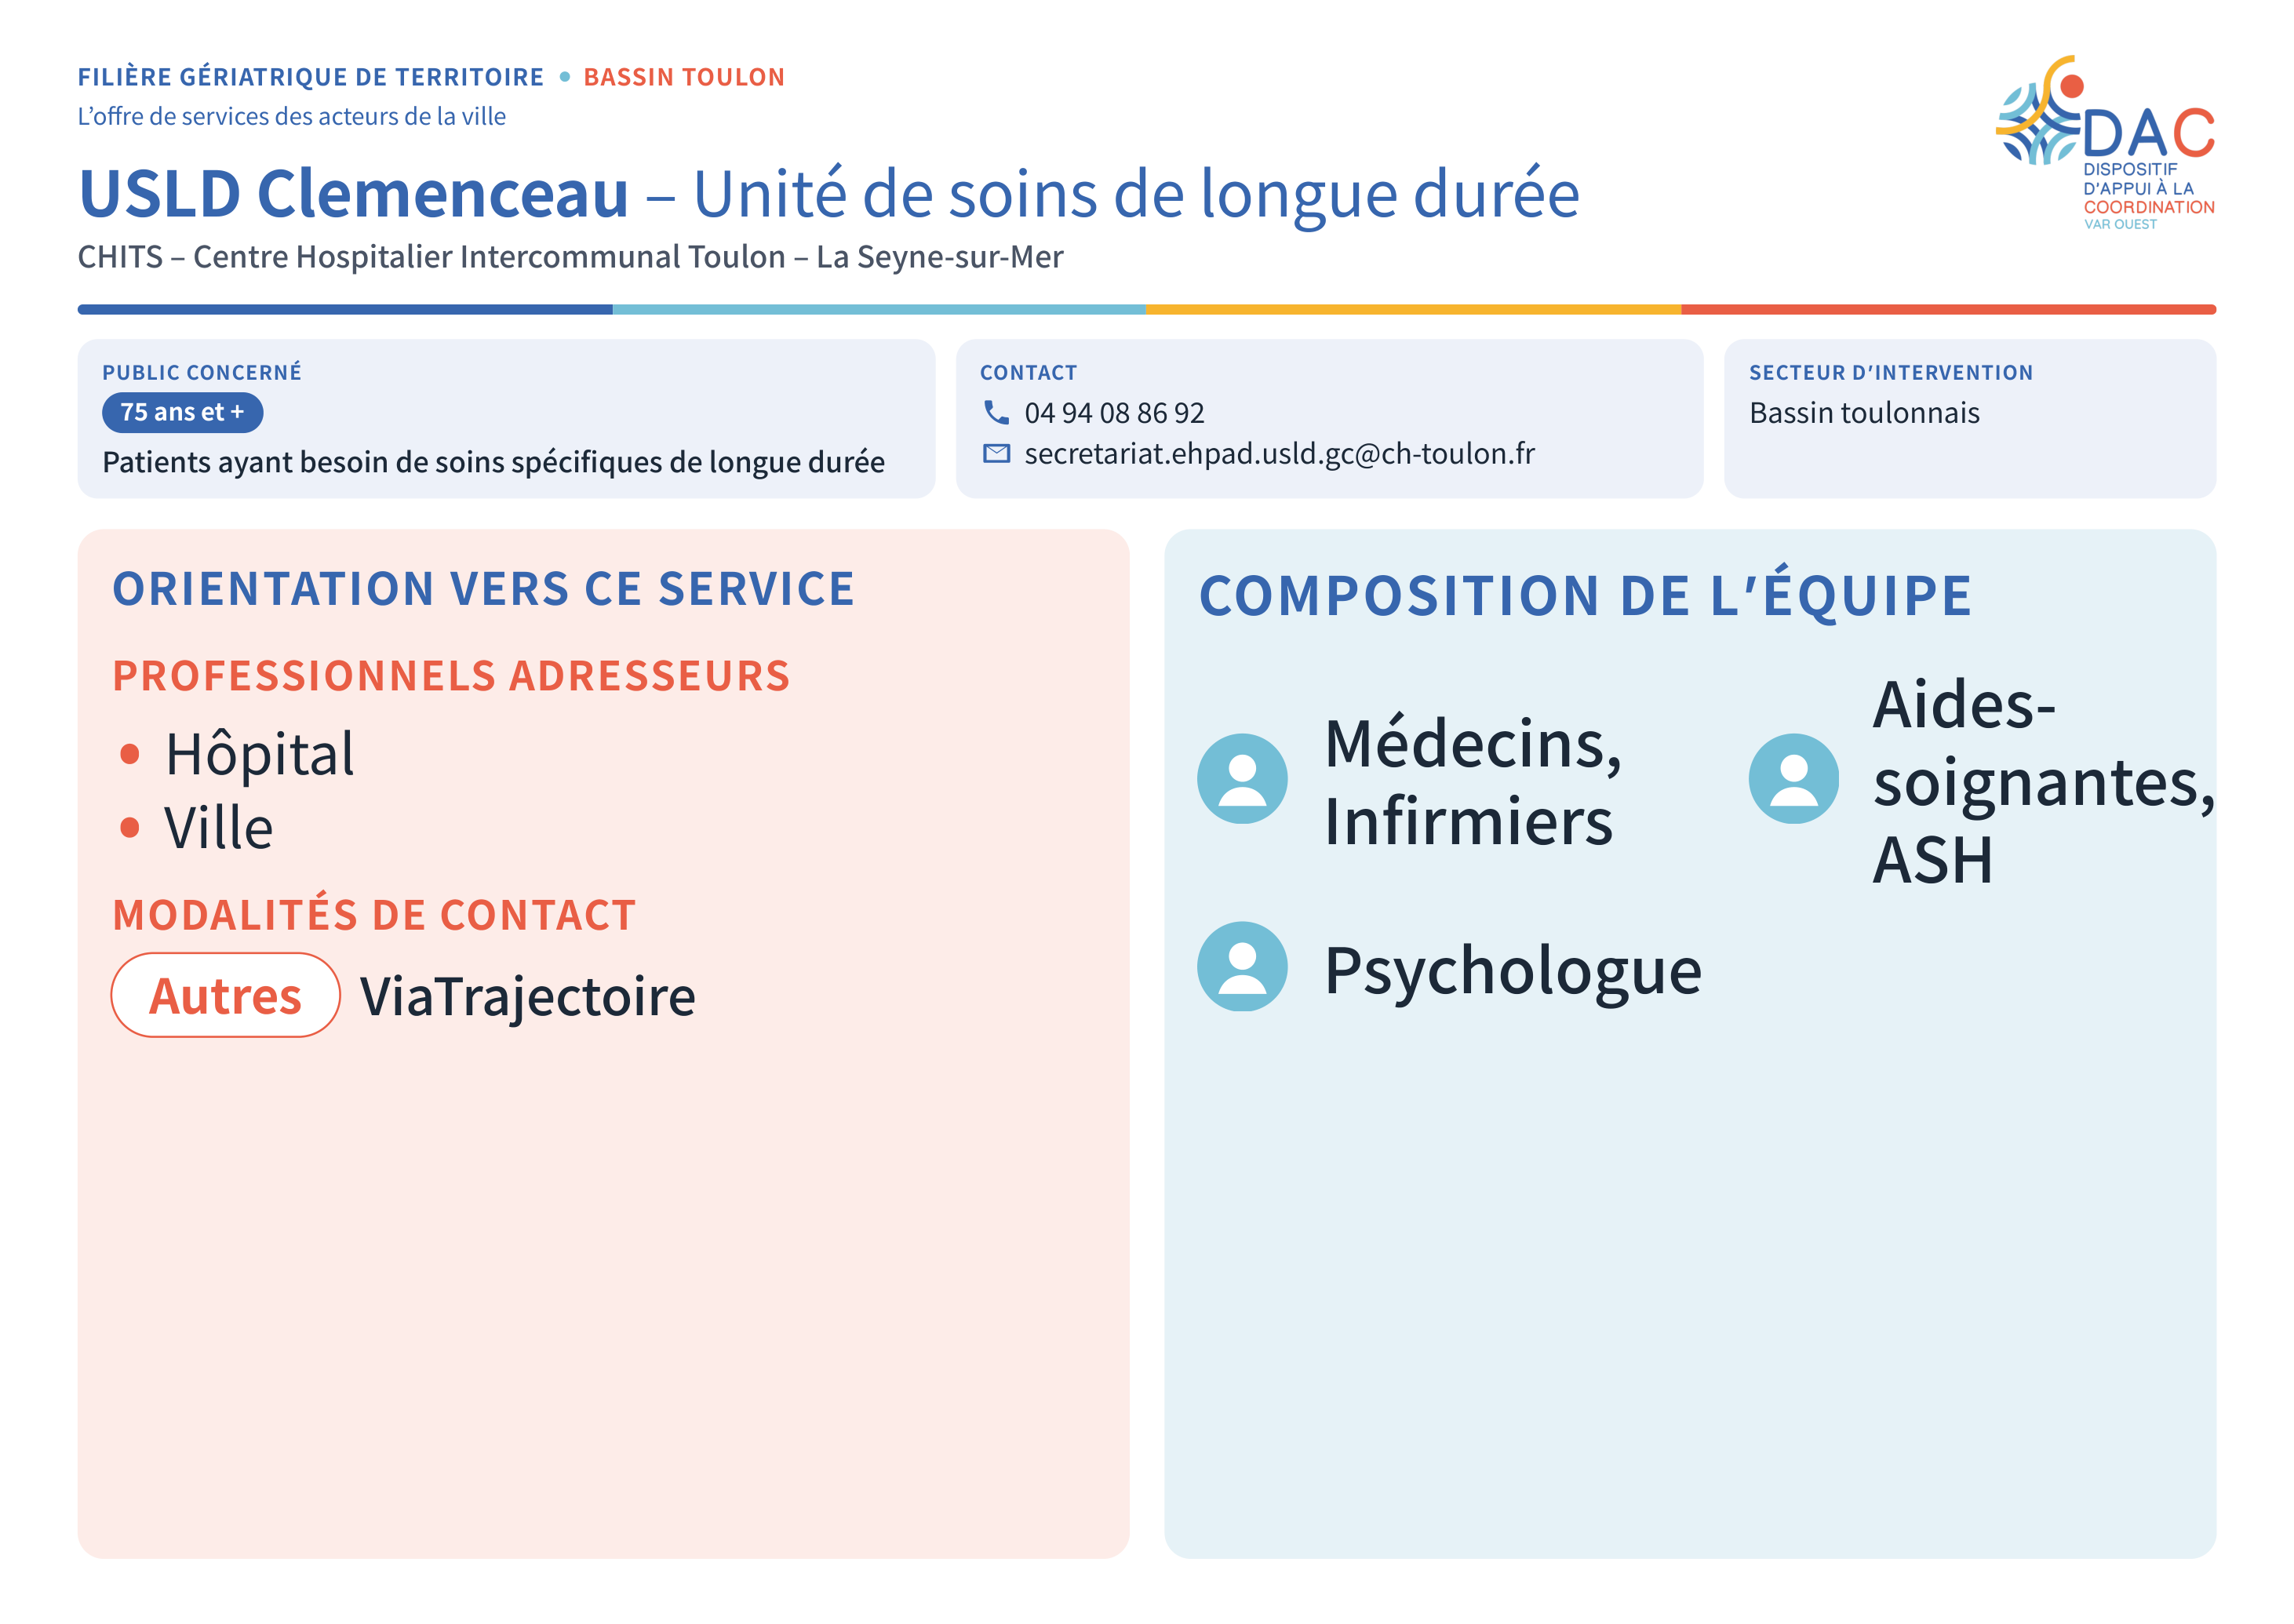 FILIÈRE GÉRIATRIQUE DE TERRITOIRE • BASSIN TOULON
L’offre de services des acteurs de la ville
USLD Clemenceau – Unité de soins de longue durée
CHITS – Centre Hospitalier Intercommunal Toulon – La Seyne-sur-Mer
DAC
DISPOSITIF
D’APPUI À LA
COORDINATION
VAR OUEST
PUBLIC CONCERNÉ
75 ans et +
Patients ayant besoin de soins spécifiques de longue durée
CONTACT
04 94 08 86 92
secretariat.ehpad.usld.gc@ch-toulon.fr
SECTEUR D’INTERVENTION
Bassin toulonnais
ORIENTATION VERS CE SERVICE
PROFESSIONNELS ADRESSEURS
• Hôpital
• Ville
MODALITÉS DE CONTACT
Autres ViaTrajectoire
COMPOSITION DE L’ÉQUIPE
Médecins,
Infirmiers
Aides-
soignantes,
ASH
Psychologue